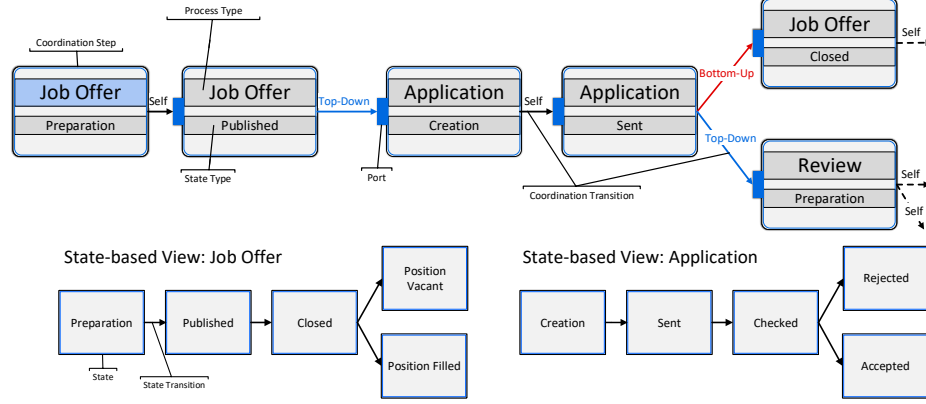 Process Type
Coordination Step
Job Offer
Preparation
Self
Job Offer
Published
State Type
Top-Down
Application
Creation
Port
Self
Application
Sent
Coordination Transition
Bottom-Up
Top-Down
Job Offer
Closed
Self
Review
Preparation
Self
Self
State-based View: Job Offer
Preparation
Published
Closed
Position
Vacant
Position Filled
State
State Transition
State-based View: Application
Creation
Sent
Checked
Rejected
Accepted